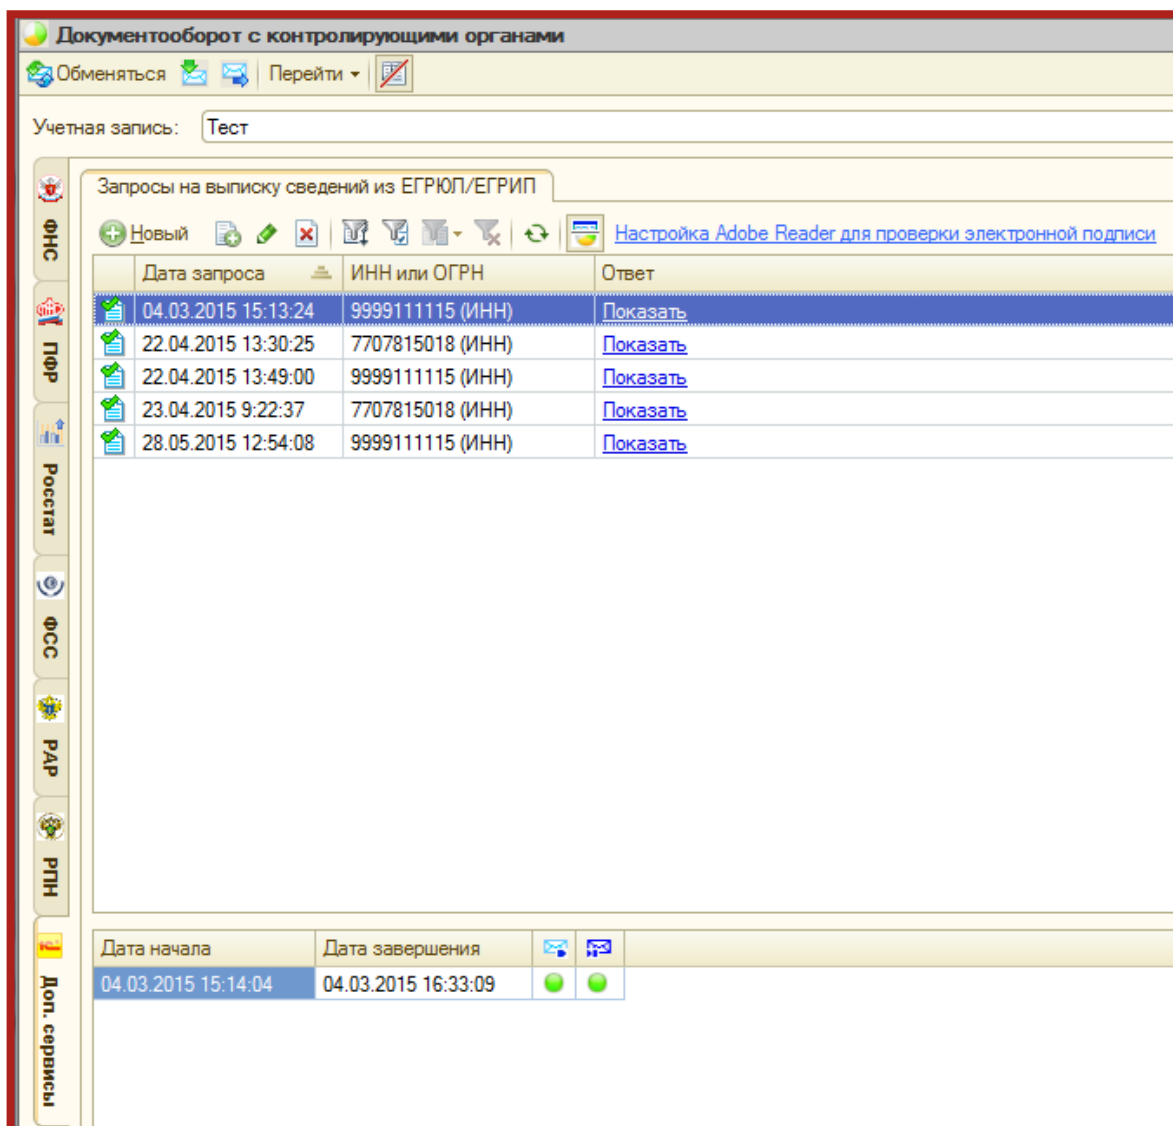 Документооборот с контролирующими органами
Обменяться Перейти
Учетная запись: Тест
Запросы на выписку сведений из ЕГРЮЛ/ЕГРИП
Новый Настройка Adobe Reader для проверки электронной подписи
Дата запроса ИНН или ОГРН Ответ
04.03.2015 15:13:24 9999111115 (ИНН) Показать
22.04.2015 13:30:25 7707815018 (ИНН) Показать
22.04.2015 13:49:00 9999111115 (ИНН) Показать
23.04.2015 9:22:37 7707815018 (ИНН) Показать
28.05.2015 12:54:08 9999111115 (ИНН) Показать
ФНС
ПФР
Росстат
ФСС
РАР
РПН
1С
Доп. сервисы
Дата начала Дата завершения
04.03.2015 15:14:04 04.03.2015 16:33:09